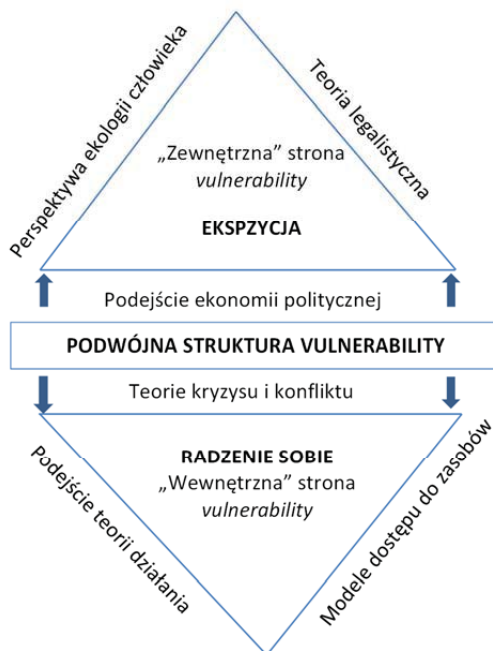 Perspektywa ekologii człowieka
Teoria legalistyczna
„Zewnętrzna” strona
vulnerability
EKSPZYCJA
Podejście ekonomii politycznej
PODWÓJNA STRUKTURA VULNERABILITY
Teorie kryzysu i konfliktu
RADZENIE SOBIE
„Wewnętrzna” strona
vulnerability
Podejście teorii działania
Modele dostępu do zasobów